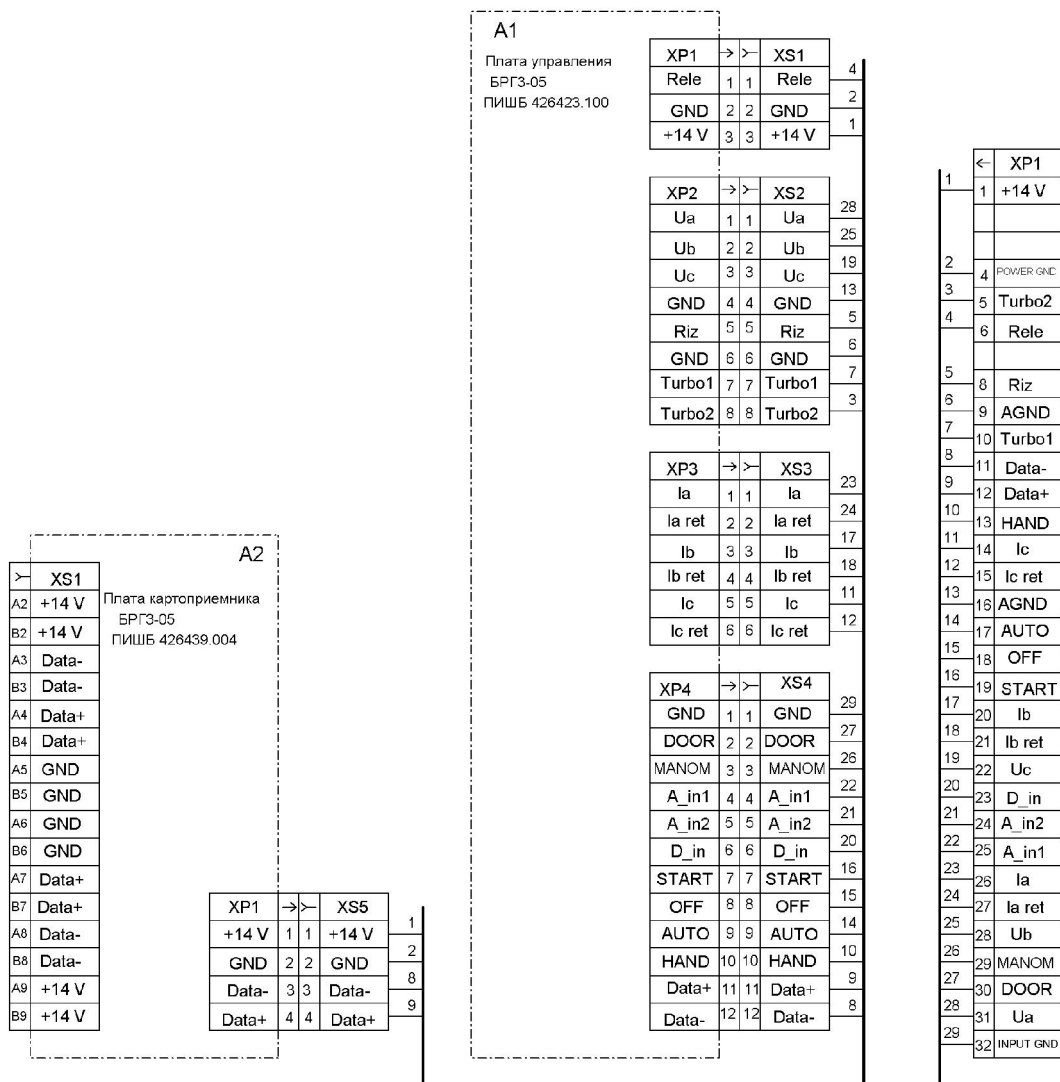 A1
Плата управления
БРГЗ-05
ПИШБ 426423.100
XP1 XS1
Rele 1 1 Rele 4
GND 2 2 GND 2
+14 V 3 3 +14 V 1
XP2 XS2
Ua 1 1 Ua 28
Ub 2 2 Ub 25
Uc 3 3 Uc 19
GND 4 4 GND 13
Riz 5 5 Riz 5
GND 6 6 GND 6
Turbo1 7 7 Turbo1 7
Turbo2 8 8 Turbo2 3
XP3 XS3
Ia 1 1 Ia 23
Ia ret 2 2 Ia ret 24
Ib 3 3 Ib 17
Ib ret 4 4 Ib ret 18
Ic 5 5 Ic 11
Ic ret 6 6 Ic ret 12
XP4 XS4
GND 1 1 GND 29
DOOR 2 2 DOOR 27
MANOM 3 3 MANOM 26
A_in1 4 4 A_in1 22
A_in2 5 5 A_in2 21
D_in 6 6 D_in 20
START 7 7 START 16
OFF 8 8 OFF 15
AUTO 9 9 AUTO 14
HAND 10 10 HAND 10
Data+ 11 11 Data+ 9
Data- 12 12 Data- 8
A2
Плата картоприемника
БРГЗ-05
ПИШБ 426439.004
XS1
A2 +14 V
B2 +14 V
A3 Data-
B3 Data-
A4 Data+
B4 Data+
A5 GND
B5 GND
A6 GND
B6 GND
A7 Data+
B7 Data+
A8 Data-
B8 Data-
A9 +14 V
B9 +14 V
XP1 XS5
+14 V 1 1 +14 V 1
GND 2 2 GND 2
Data- 3 3 Data- 8
Data+ 4 4 Data+ 9
XP1
1 1 +14 V
2 4 POWER GND
3 5 Turbo2
4 6 Rele
5 8 Riz
6 9 AGND
7 10 Turbo1
8 11 Data-
9 12 Data+
10 13 HAND
11 14 Ic
12 15 Ic ret
13 16 AGND
14 17 AUTO
15 18 OFF
16 19 START
17 20 Ib
18 21 Ib ret
19 22 Uc
20 23 D_in
21 24 A_in2
22 25 A_in1
23 26 Ia
24 27 Ia ret
25 28 Ub
26 29 MANOM
27 30 DOOR
28 31 Ua
29 32 INPUT GND